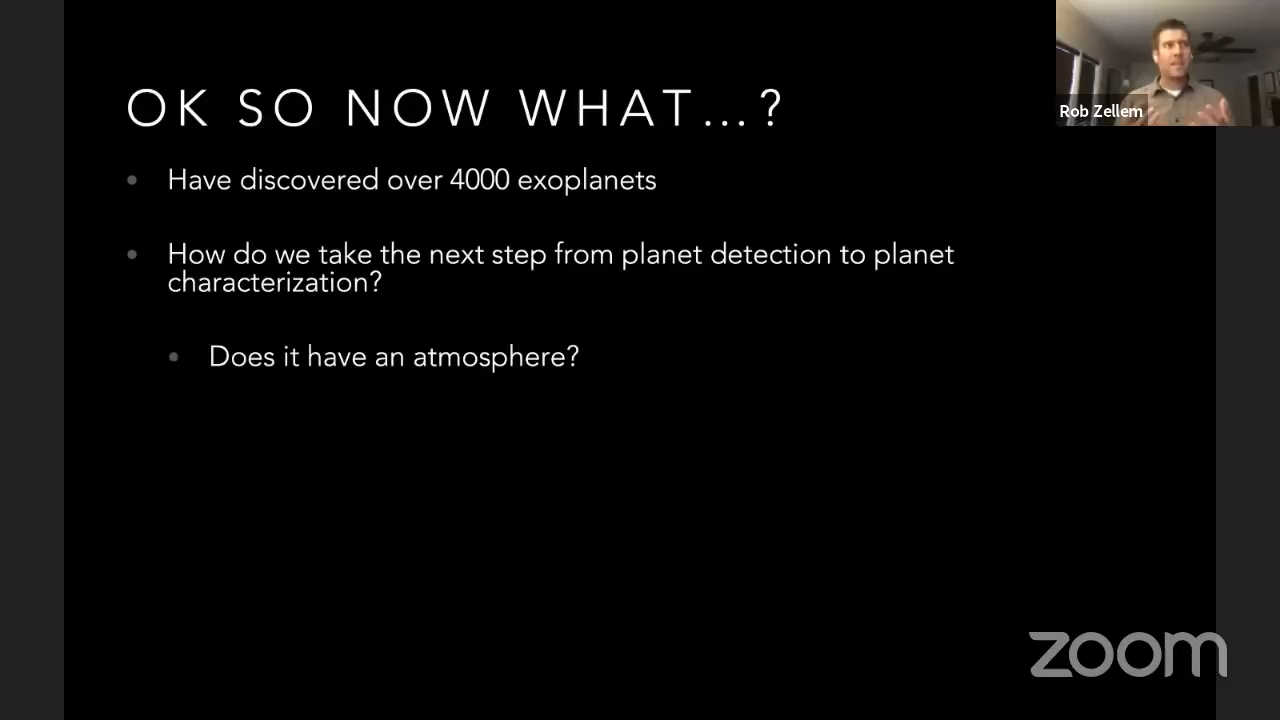 OK SO NOW WHAT...?
Rob Zellem
Have discovered over 4000 exoplanets
How do we take the next step from planet detection to planet
characterization?
Does it have an atmosphere?
zoom